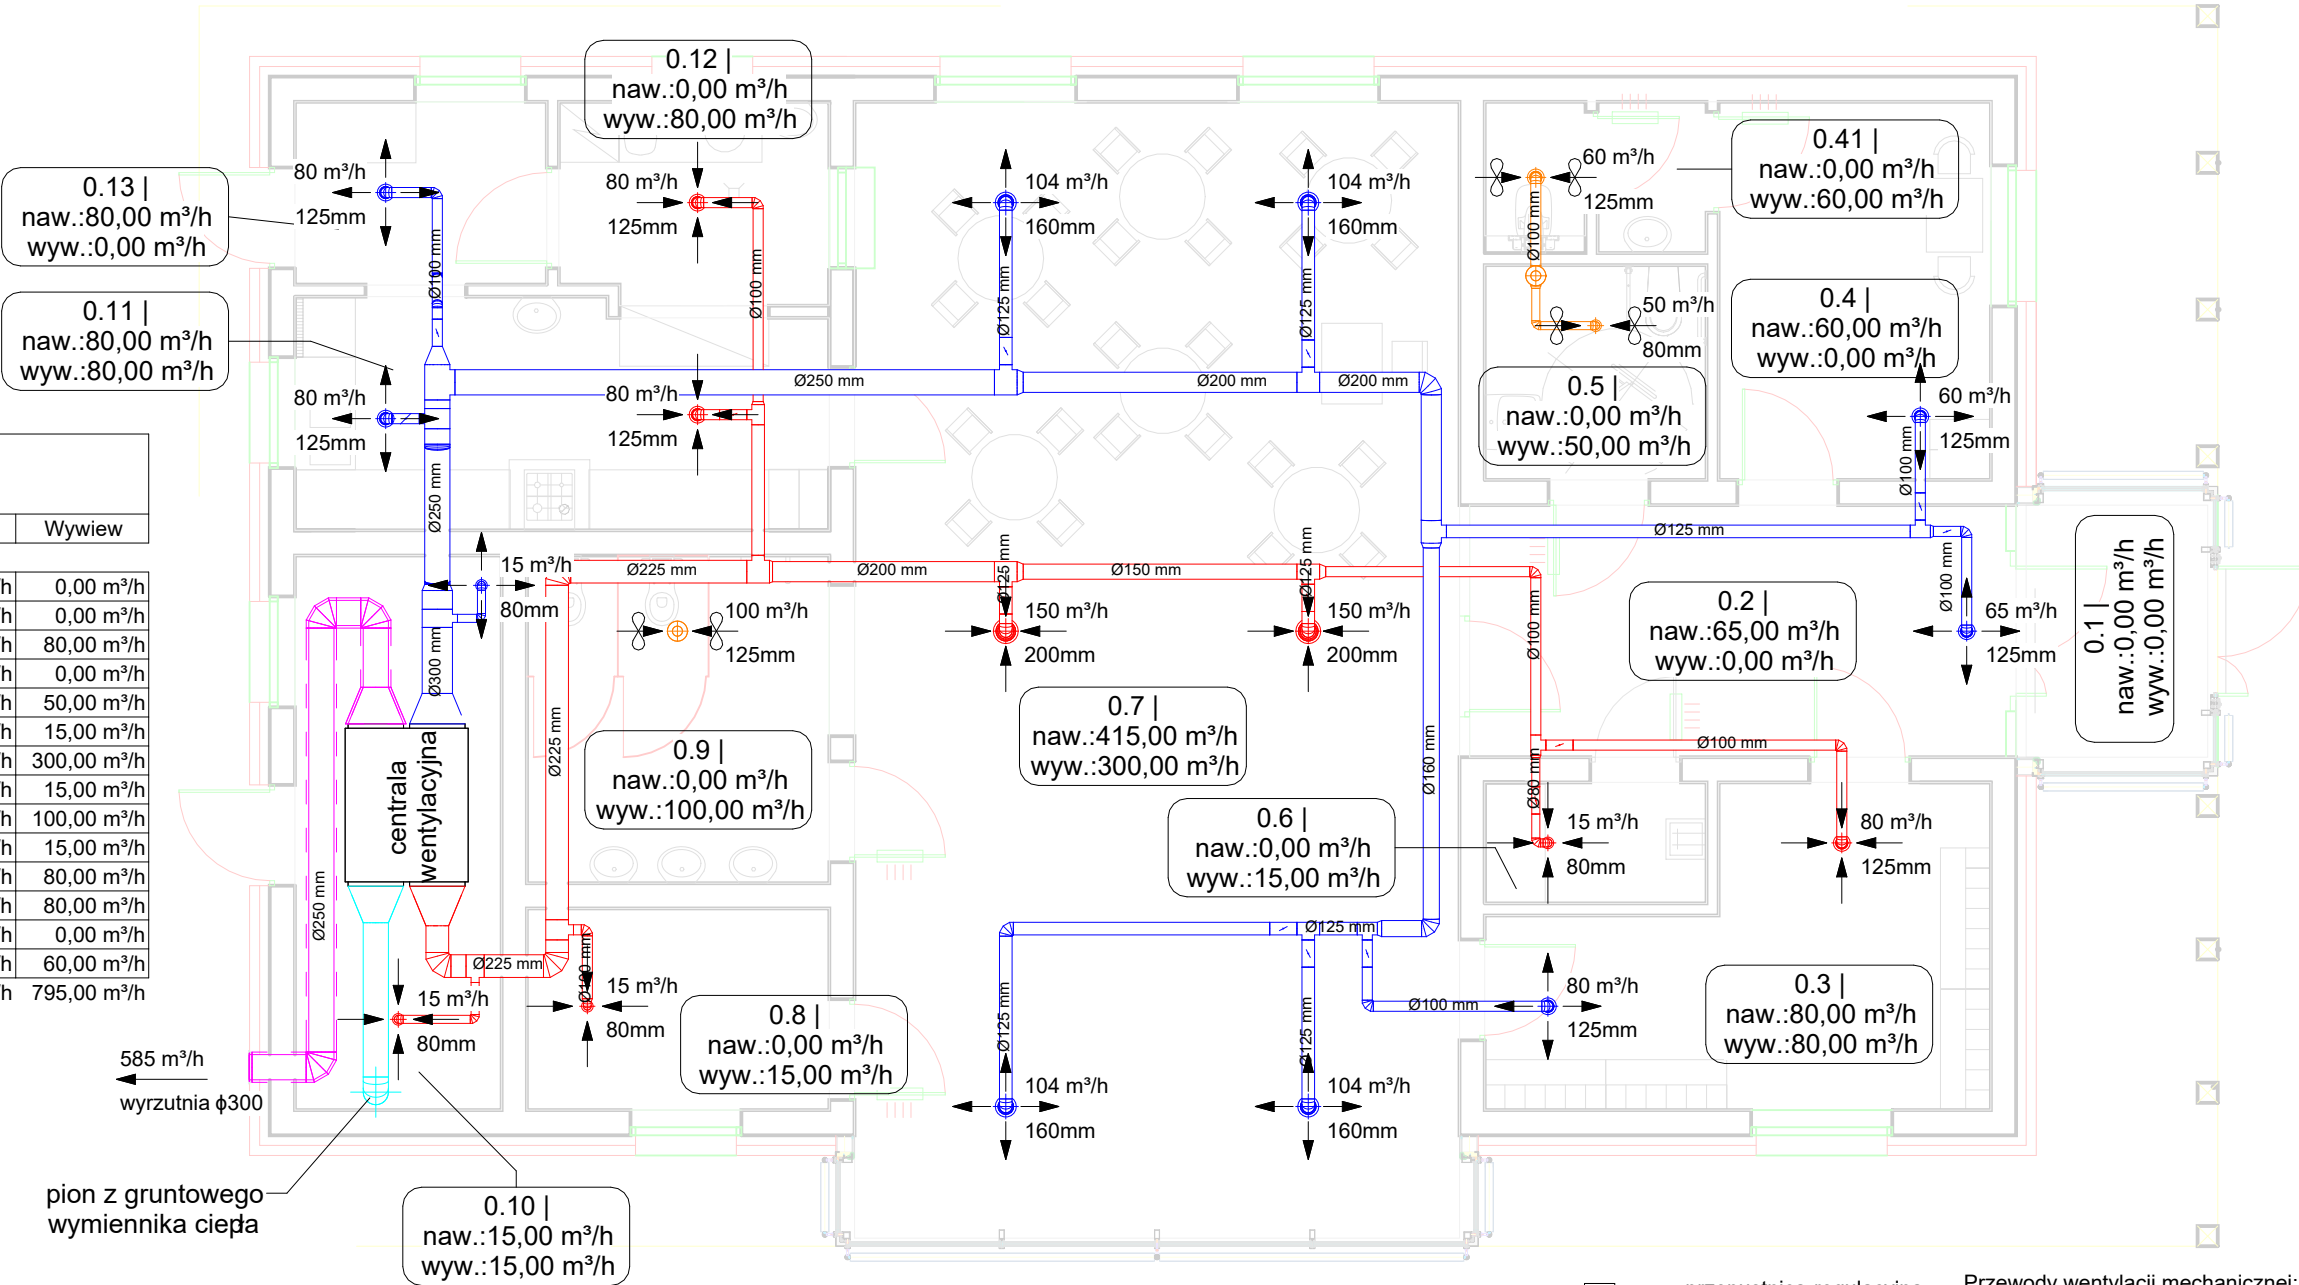 0.12 |
naw.:0,00 m³/h
wyw.:80,00 m³/h
0.13 |
naw.:80,00 m³/h
wyw.:0,00 m³/h
0.11 |
naw.:80,00 m³/h
wyw.:80,00 m³/h
0.41 |
naw.:0,00 m³/h
wyw.:60,00 m³/h
0.4 |
naw.:60,00 m³/h
wyw.:0,00 m³/h
0.5 |
naw.:0,00 m³/h
wyw.:50,00 m³/h
0.1 |
naw.:0,00 m³/h
wyw.:0,00 m³/h
0.2 |
naw.:65,00 m³/h
wyw.:0,00 m³/h
0.7 |
naw.:415,00 m³/h
wyw.:300,00 m³/h
0.9 |
naw.:0,00 m³/h
wyw.:100,00 m³/h
0.6 |
naw.:0,00 m³/h
wyw.:15,00 m³/h
0.8 |
naw.:0,00 m³/h
wyw.:15,00 m³/h
0.3 |
naw.:80,00 m³/h
wyw.:80,00 m³/h
0.10 |
naw.:15,00 m³/h
wyw.:15,00 m³/h
80 m³/h
125mm
80 m³/h
125mm
104 m³/h
160mm
104 m³/h
160mm
60 m³/h
125mm
50 m³/h
80mm
60 m³/h
125mm
80 m³/h
125mm
80 m³/h
125mm
15 m³/h
80mm
100 m³/h
125mm
150 m³/h
200mm
150 m³/h
200mm
65 m³/h
125mm
15 m³/h
80mm
80 m³/h
125mm
15 m³/h
80mm
15 m³/h
80mm
80 m³/h
125mm
104 m³/h
160mm
104 m³/h
160mm
Ø100 mm
Ø100 mm
Ø125 mm
Ø125 mm
Ø100 mm
Ø250 mm
Ø200 mm
Ø200 mm
Ø250 mm
Ø100 mm
Ø125 mm
Ø100 mm
Ø225 mm
Ø200 mm
Ø125 mm
Ø150 mm
Ø125 mm
Ø300 mm
Ø100 mm
Ø225 mm
Ø160 mm
Ø100 mm
Ø80 mm
Ø250 mm
Ø225 mm
Ø100 mm
Ø125 mm
Ø125 mm
Ø125 mm
Ø100 mm
centrala
wentylacyjna
585 m³/h
wyrzutnia ϕ300
pion z gruntowego
wymiennika ciepła
Wywiew
/h 0,00 m³/h
/h 0,00 m³/h
/h 80,00 m³/h
/h 0,00 m³/h
/h 50,00 m³/h
/h 15,00 m³/h
/h 300,00 m³/h
/h 15,00 m³/h
/h 100,00 m³/h
/h 15,00 m³/h
/h 80,00 m³/h
/h 80,00 m³/h
/h 0,00 m³/h
/h 60,00 m³/h
/h 795,00 m³/h
Przewody wentylacji mechanicznej: